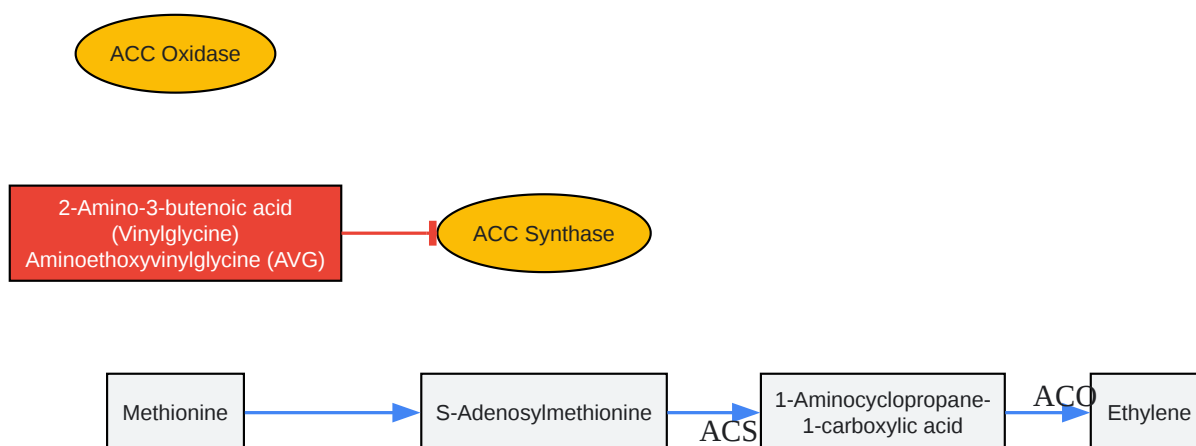 ACC Oxidase
2-Amino-3-butenoic acid
(Vinylglycine)
Aminoethoxyvinylglycine (AVG)
ACC Synthase
Methionine
S-Adenosylmethionine
ACS
1-Aminocyclopropane-
1-carboxylic acid
ACO
Ethylene